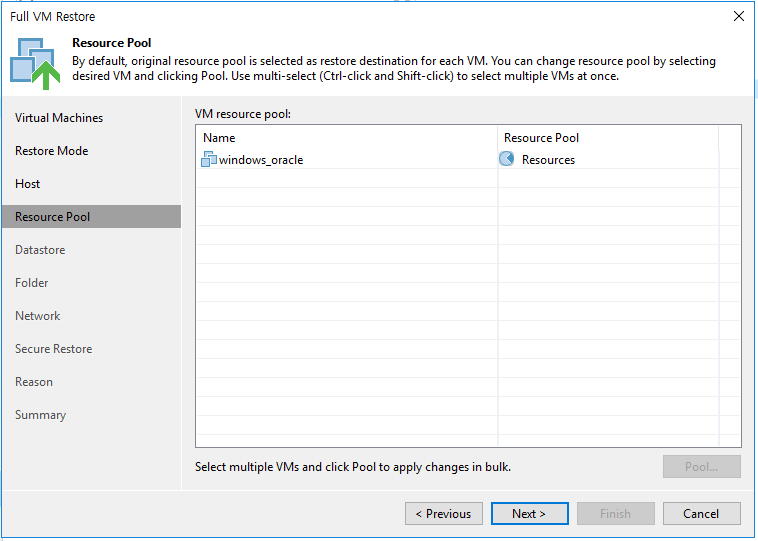 Full VM Restore
Resource Pool
By default, original resource pool is selected as restore destination for each VM. You can change resource pool by selecting
desired VM and clicking Pool. Use multi-select (Ctrl-click and Shift-click) to select multiple VMs at once.
Virtual Machines
Restore Mode
Host
Resource Pool
Datastore
Folder
Network
Secure Restore
Reason
Summary
VM resource pool:
Name Resource Pool
windows_oracle Resources
Select multiple VMs and click Pool to apply changes in bulk.
Pool...
< Previous Next > Finish Cancel